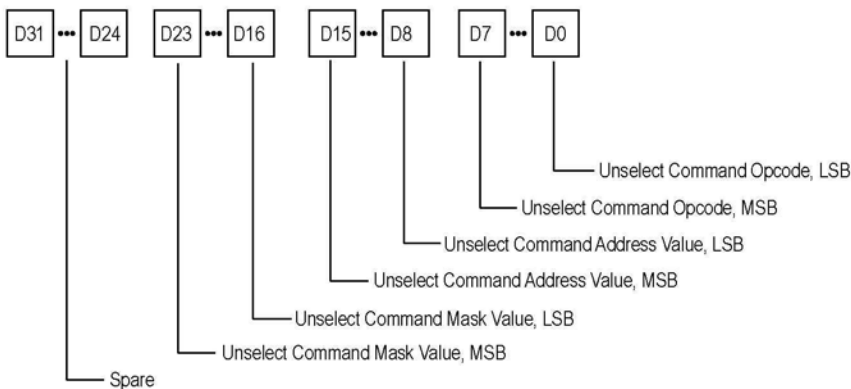 D31 ••• D24 D23 ••• D16 D15 ••• D8 D7 ••• D0
Unselect Command Opcode, LSB
Unselect Command Opcode, MSB
Unselect Command Address Value, LSB
Unselect Command Address Value, MSB
Unselect Command Mask Value, LSB
Unselect Command Mask Value, MSB
Spare